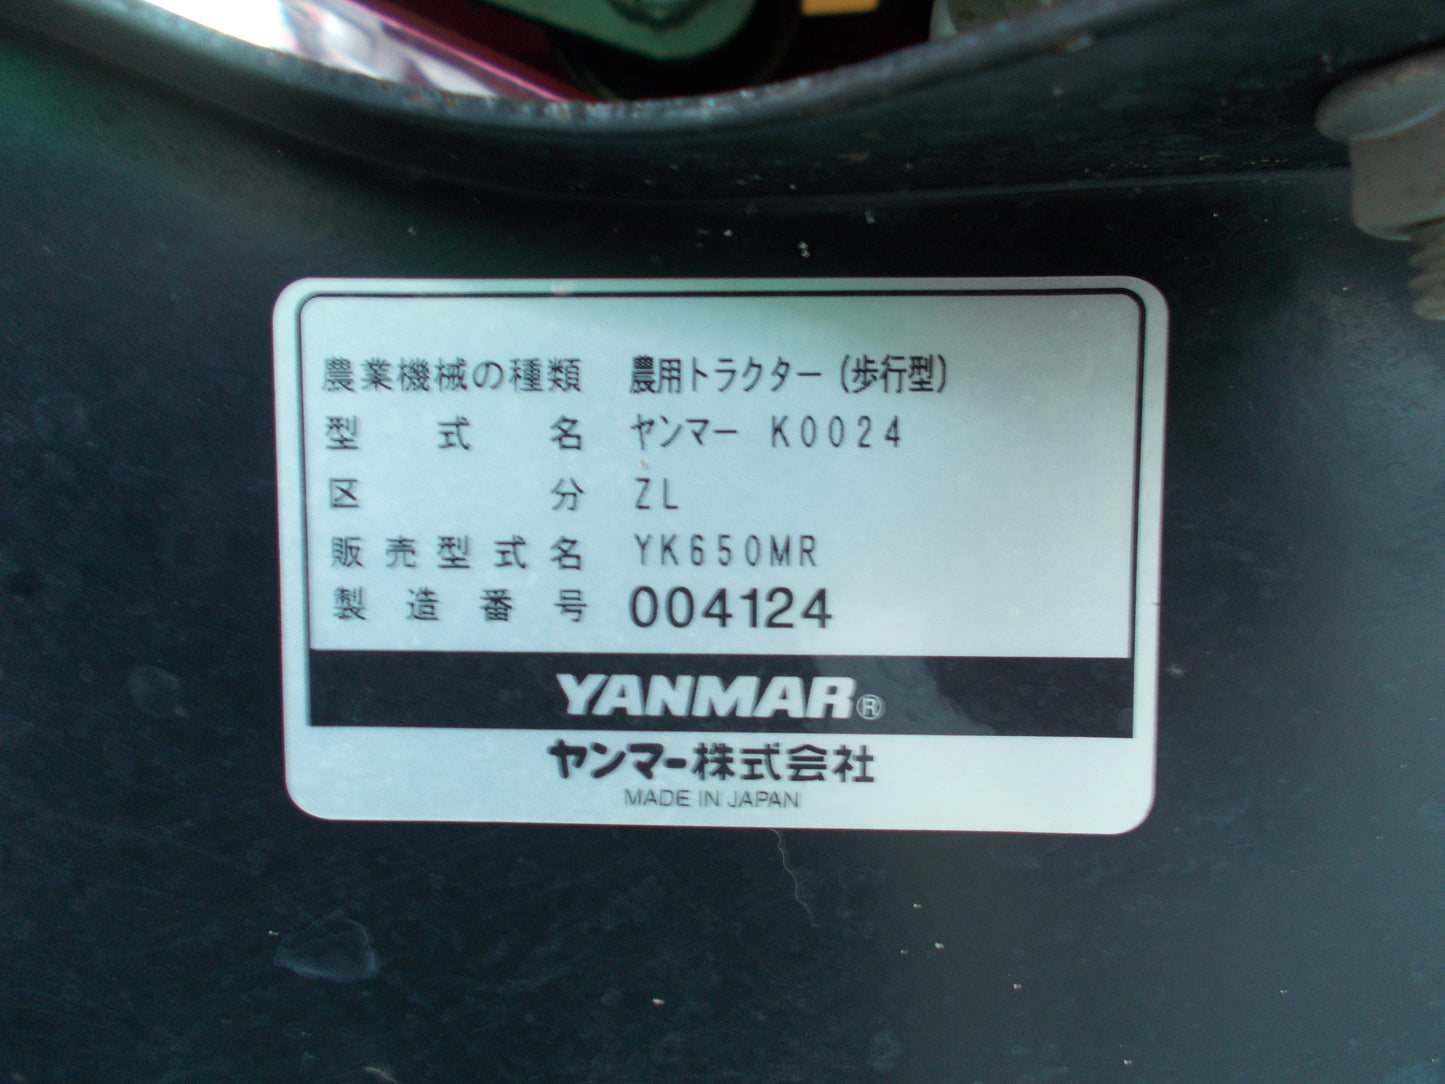 農業機械の種類 農用トラクター(歩行型)
型式名 ヤンマー K0024
区分 ZL
販売型式名 YK650MR
製造番号 004124
YANMAR®
ヤンマー株式会社
MADE IN JAPAN